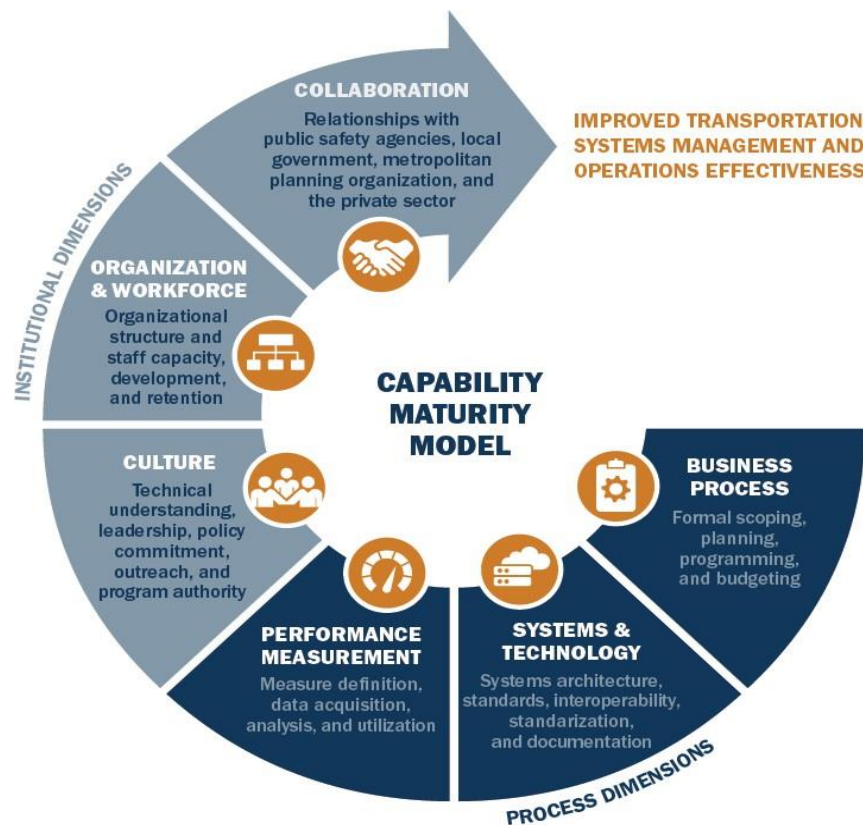 COLLABORATION
Relationships with
public safety agencies, local
government, metropolitan
planning organization, and
the private sector
IMPROVED TRANSPORTATION
SYSTEMS MANAGEMENT AND
OPERATIONS EFFECTIVENESS
INSTITUTIONAL DIMENSIONS
ORGANIZATION
& WORKFORCE
Organizational
structure and
staff capacity,
development,
and retention
CAPABILITY
MATURITY
MODEL
CULTURE
Technical
understanding,
leadership, policy
commitment,
outreach, and
program authority
BUSINESS
PROCESS
Formal scoping,
planning,
programming,
and budgeting
PERFORMANCE
MEASUREMENT
Measure definition,
data acquisition,
analysis, and utilization
SYSTEMS &
TECHNOLOGY
Systems architecture,
standards, interoperability,
standarization,
and documentation
PROCESS DIMENSIONS